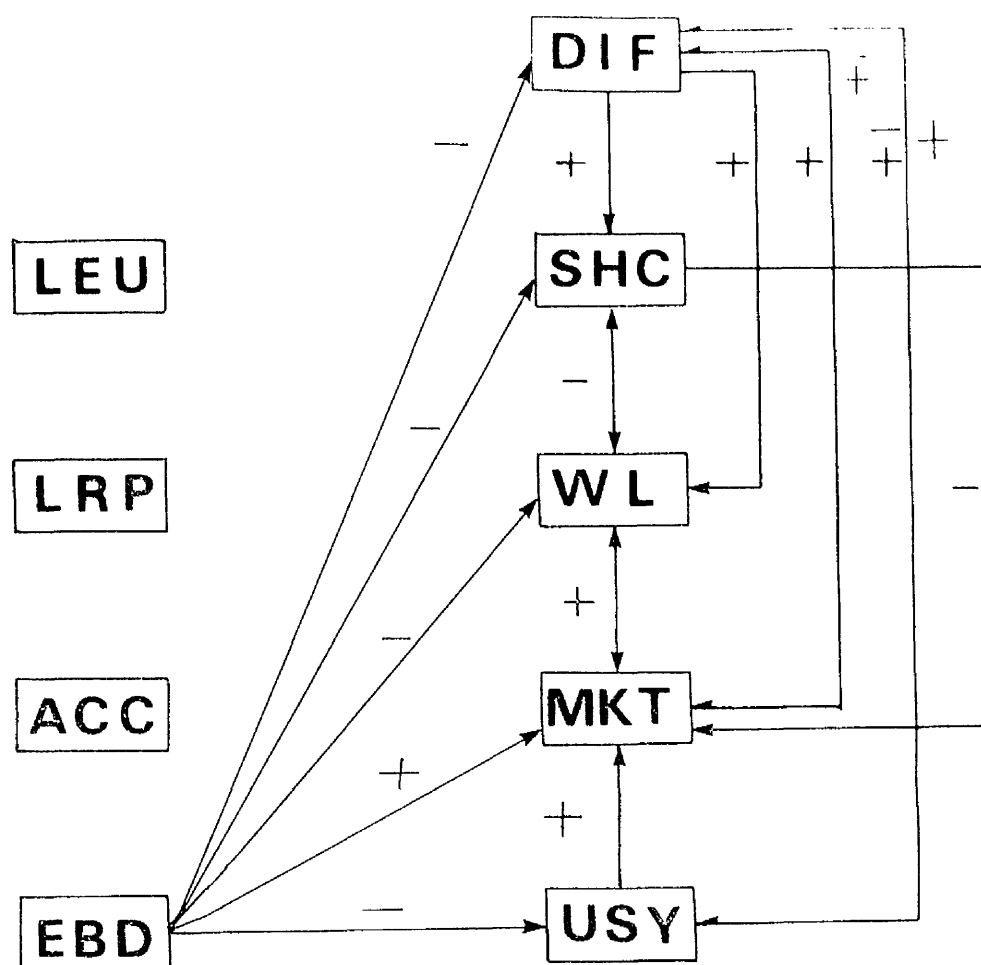 DIF
− + + + + − + +
LEU
SHC
− −
LRP
WL
− + −
ACC
MKT
+ +
EBD
−
USY